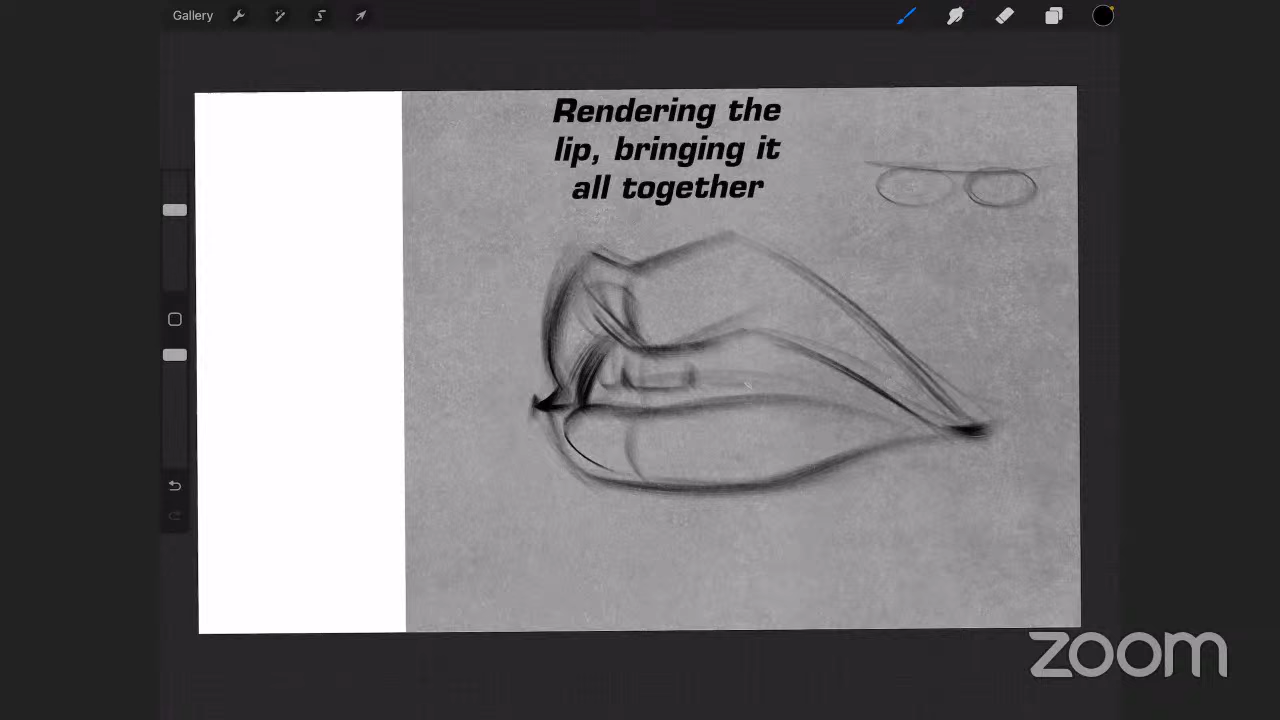 Gallery
Rendering the
lip, bringing it
all together
zoom